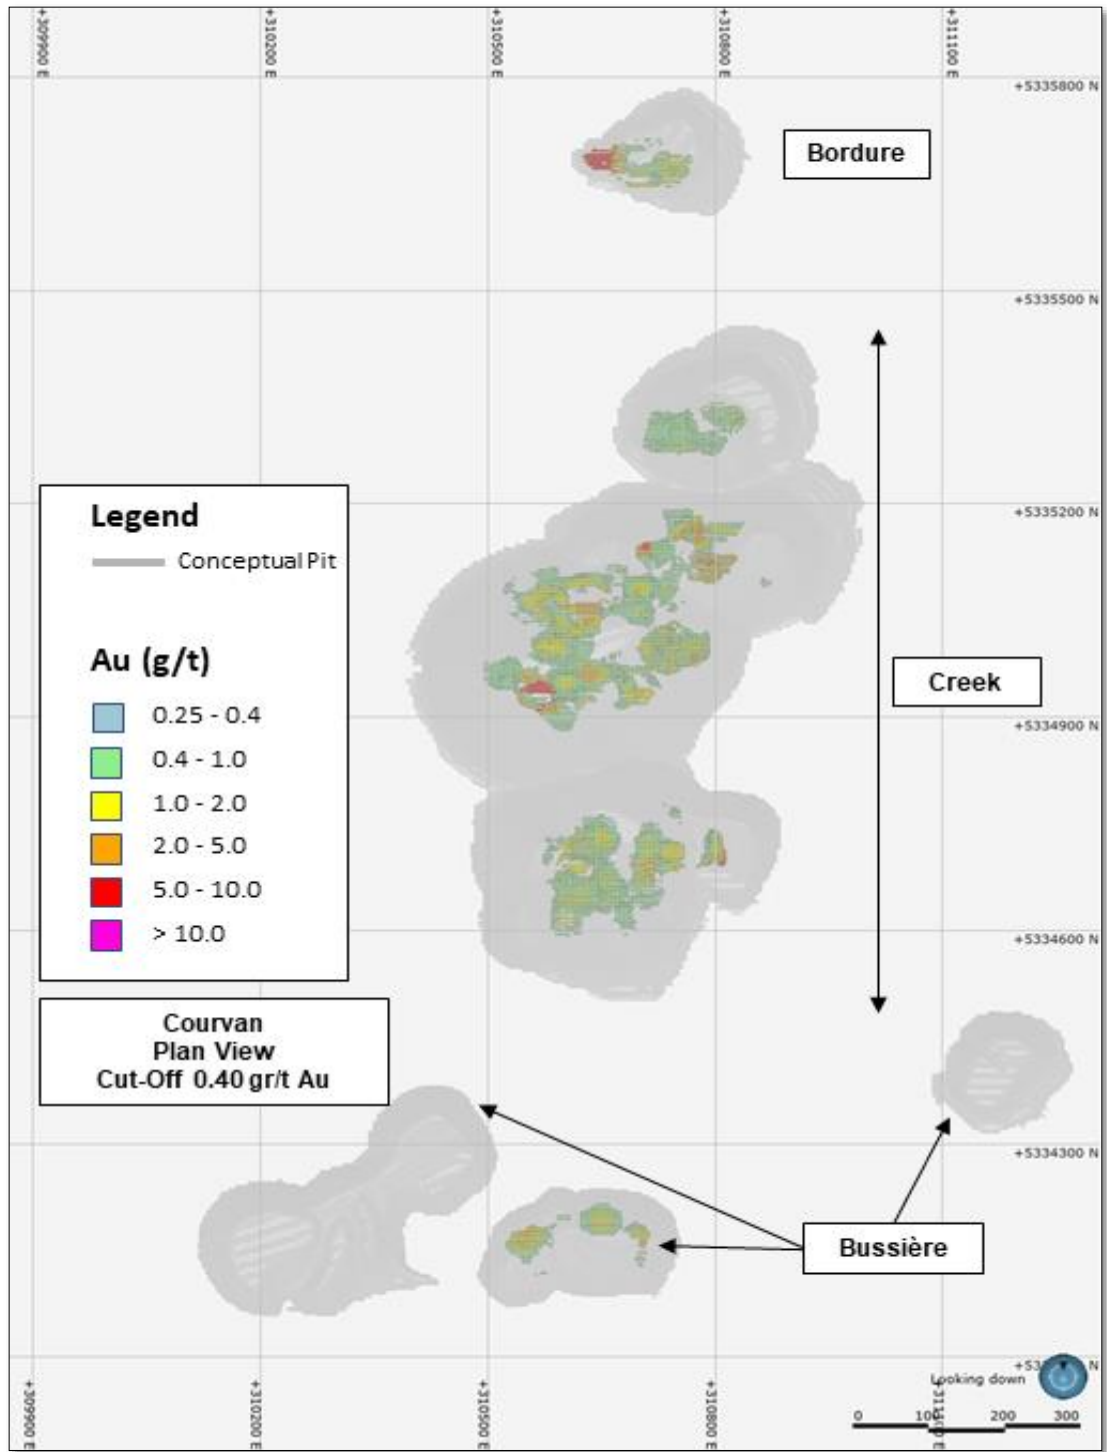 +309900 E
+310200 E
+310500 E
+310800 E
+311100 E
+5335800 N
Bordure
+5335500 N
+5335200 N
Legend
Conceptual Pit
Au (g/t)
0.25 - 0.4
0.4 - 1.0
1.0 - 2.0
2.0 - 5.0
5.0 - 10.0
> 10.0
Creek
+5334900 N
+5334600 N
Courvan
Plan View
Cut-Off 0.40 gr/t Au
+5334300 N
Bussière
N
Looking down
0 100 200 300
+309900 E
+310200 E
+310500 E
+310800 E